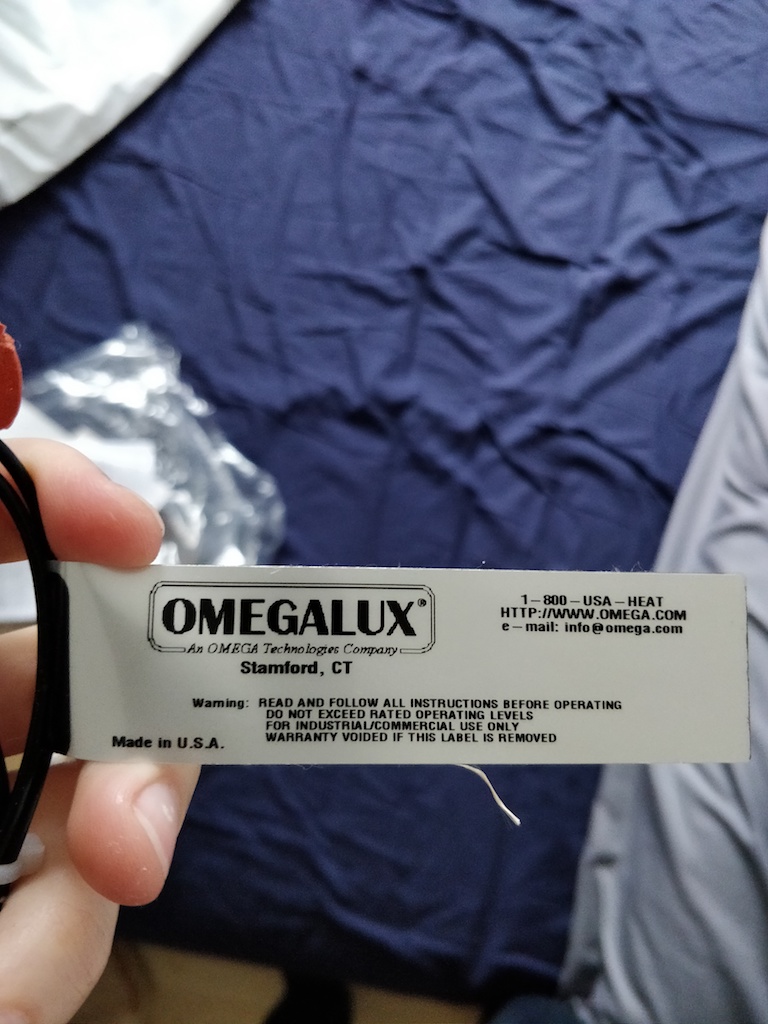 OMEGALUX®
An OMEGA Technologies Company
Stamford, CT
1-800-USA-HEAT
HTTP://WWW.OMEGA.COM
e-mail: info@omega.com
Warning: READ AND FOLLOW ALL INSTRUCTIONS BEFORE OPERATING
DO NOT EXCEED RATED OPERATING LEVELS
FOR INDUSTRIAL/COMMERCIAL USE ONLY
WARRANTY VOIDED IF THIS LABEL IS REMOVED
Made in U.S.A.